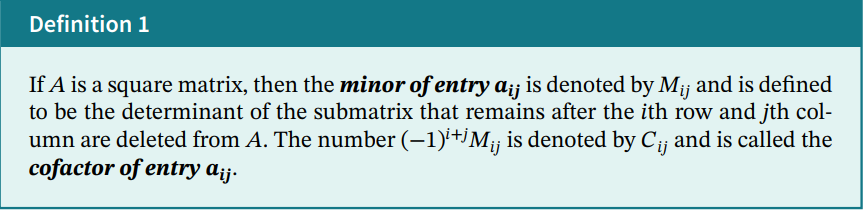 Definition 1
If A is a square matrix, then the minor of entry aᵢⱼ is denoted by Mᵢⱼ and is defined
to be the determinant of the submatrix that remains after the ith row and jth col-
umn are deleted from A. The number (−1)ⁱ⁺ʲMᵢⱼ is denoted by Cᵢⱼ and is called the
cofactor of entry aᵢⱼ.